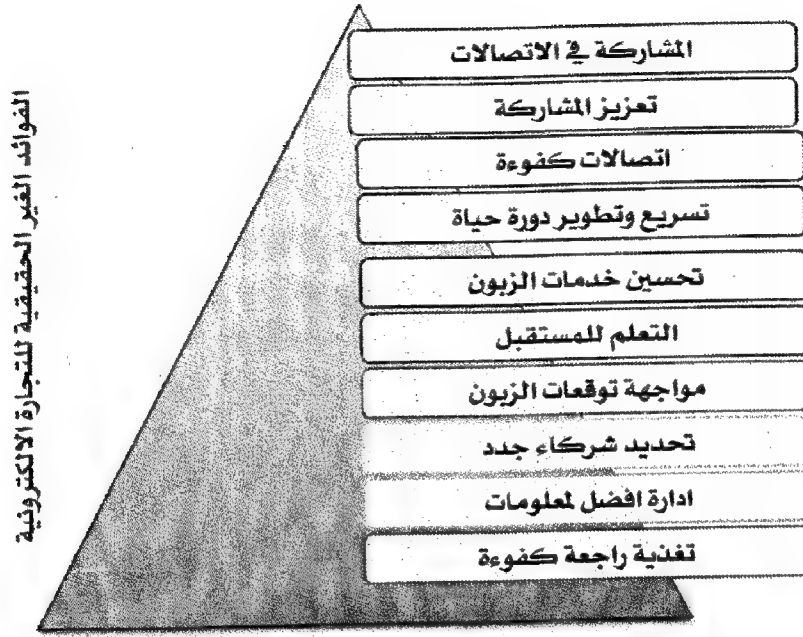 الفوائد الغير الحقيقية للتجارة الالكترونية
المشاركة في الاتصالات
تعزيز المشاركة
اتصالات كفوءة
تسريع وتطوير دورة حياة
تحسين خدمات الزبون
التعلم للمستقبل
مواجهة توقعات الزبون
تحديد شركاء جدد
ادارة افضل لمعلومات
تغذية راجعة كفوءة